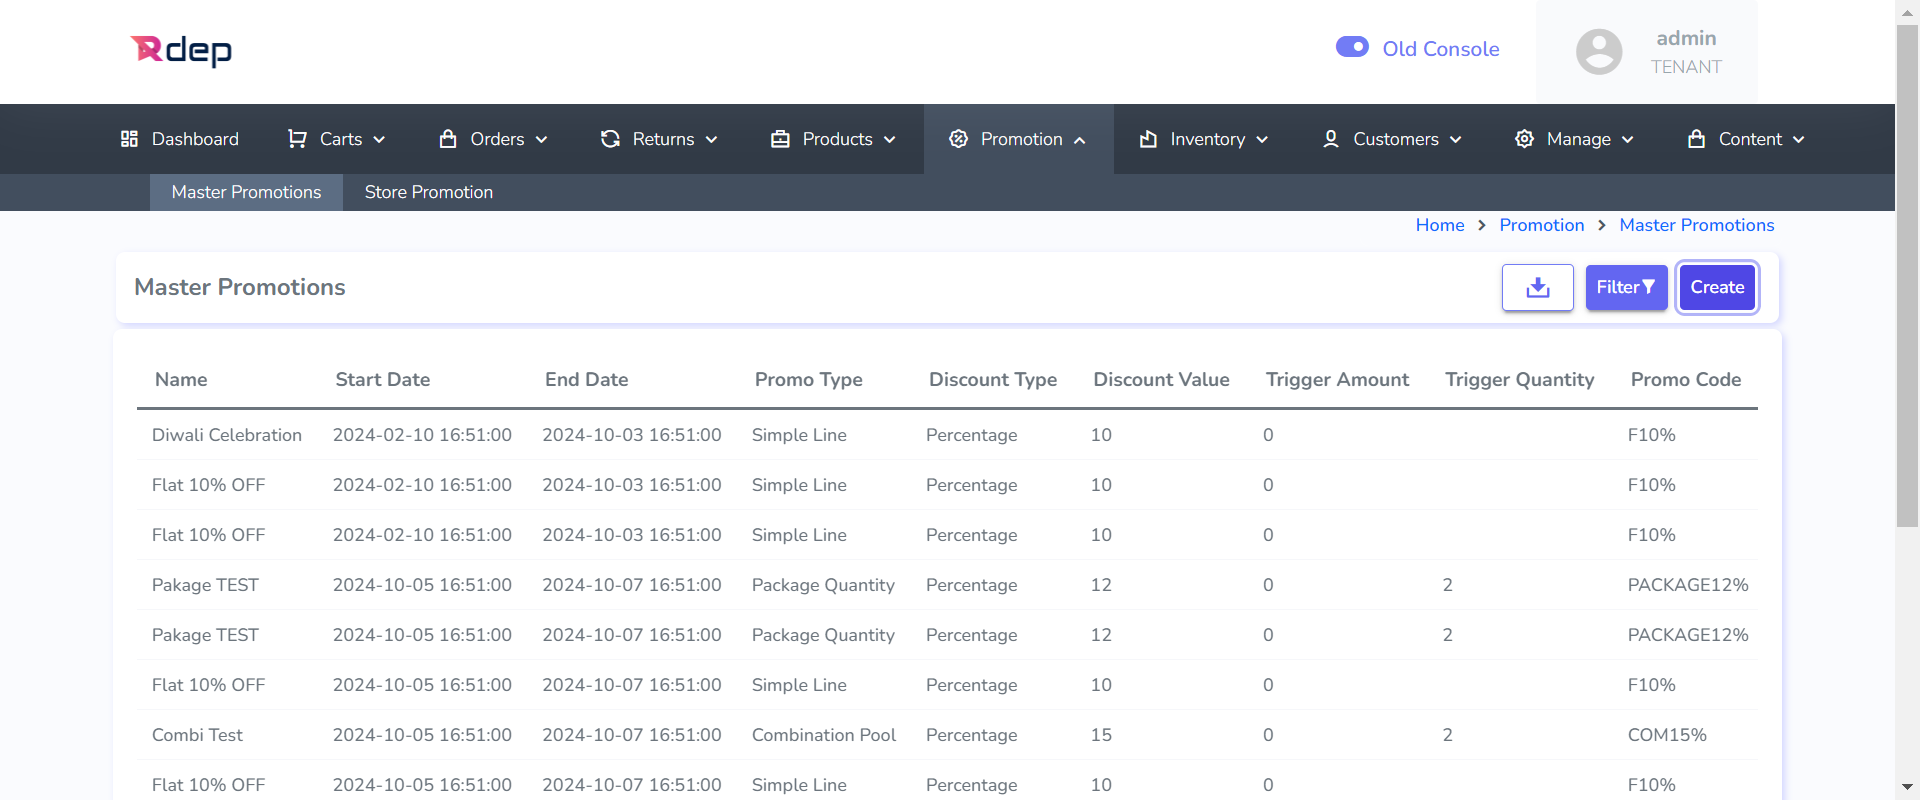 Rdep
Old Console
admin
TENANT
Dashboard Carts Orders Returns Products Promotion Inventory Customers Manage Content
Master Promotions Store Promotion
Home > Promotion > Master Promotions
Master Promotions Filter Create
Name Start Date End Date Promo Type Discount Type Discount Value Trigger Amount Trigger Quantity Promo Code
Diwali Celebration 2024-02-10 16:51:00 2024-10-03 16:51:00 Simple Line Percentage 10 0 F10%
Flat 10% OFF 2024-02-10 16:51:00 2024-10-03 16:51:00 Simple Line Percentage 10 0 F10%
Flat 10% OFF 2024-02-10 16:51:00 2024-10-03 16:51:00 Simple Line Percentage 10 0 F10%
Pakage TEST 2024-10-05 16:51:00 2024-10-07 16:51:00 Package Quantity Percentage 12 0 2 PACKAGE12%
Pakage TEST 2024-10-05 16:51:00 2024-10-07 16:51:00 Package Quantity Percentage 12 0 2 PACKAGE12%
Flat 10% OFF 2024-10-05 16:51:00 2024-10-07 16:51:00 Simple Line Percentage 10 0 F10%
Combi Test 2024-10-05 16:51:00 2024-10-07 16:51:00 Combination Pool Percentage 15 0 2 COM15%
Flat 10% OFF 2024-10-05 16:51:00 2024-10-07 16:51:00 Simple Line Percentage 10 0 F10%